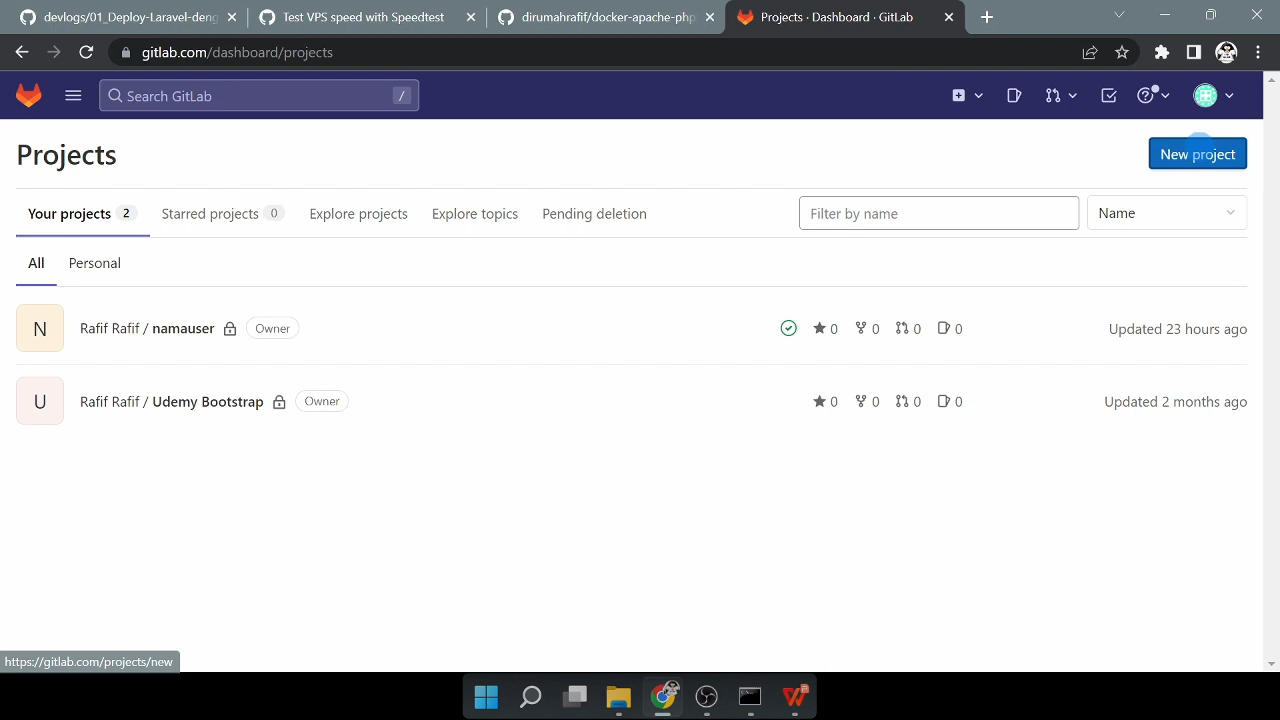 devlogs/01_Deploy-Laravel-deng
Test VPS speed with Speedtest
dirumahrafif/docker-apache-php
Projects · Dashboard · GitLab
gitlab.com/dashboard/projects
Search GitLab /
Projects
New project
Your projects 2
Starred projects 0
Explore projects
Explore topics
Pending deletion
Filter by name
Name
All
Personal
N
Rafif Rafif / namauser
Owner
0 0 0 0
Updated 23 hours ago
U
Rafif Rafif / Udemy Bootstrap
Owner
0 0 0 0
Updated 2 months ago
https://gitlab.com/projects/new